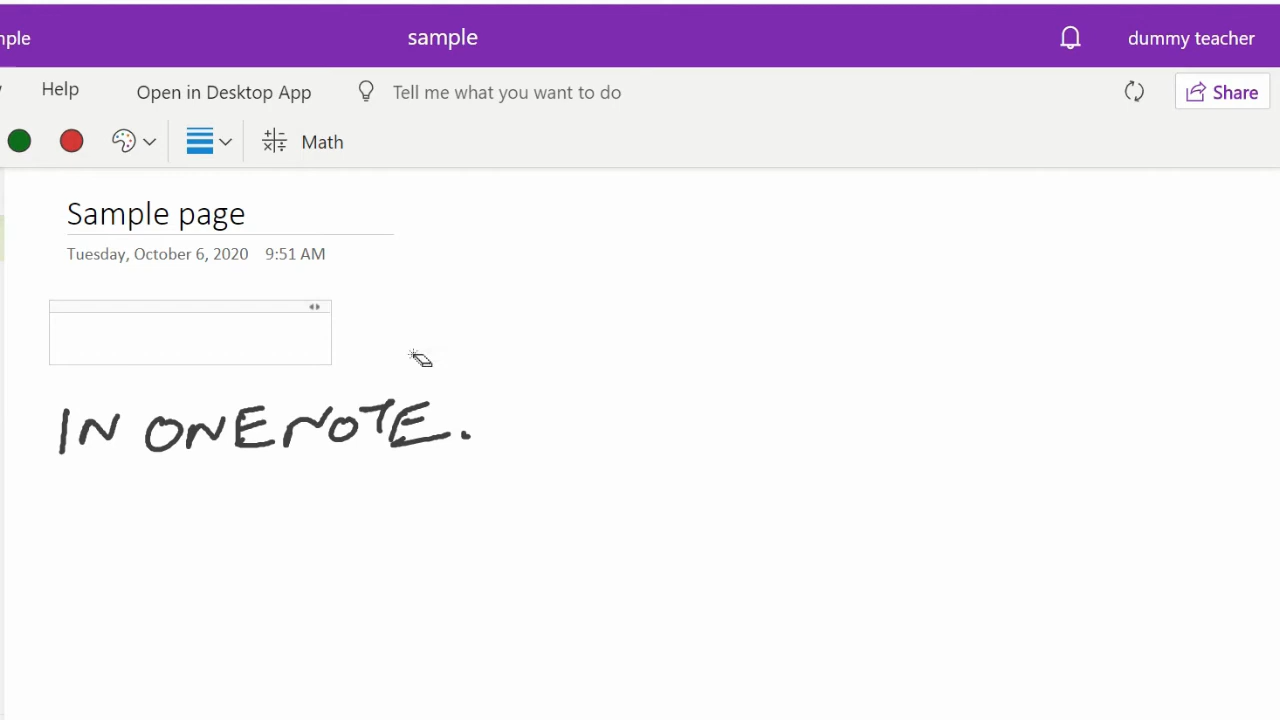 mple sample dummy teacher
Help Open in Desktop App Tell me what you want to do Share
Math
Sample page
Tuesday, October 6, 2020 9:51 AM
IN ONENOTE.